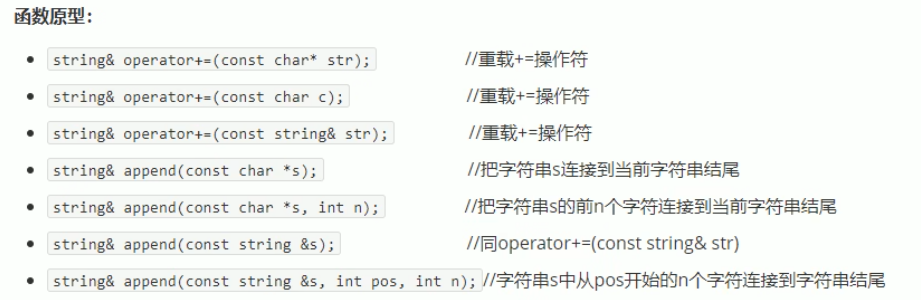 函数原型：
string& operator+=(const char* str); //重载+=操作符
string& operator+=(const char c); //重载+=操作符
string& operator+=(const string& str); //重载+=操作符
string& append(const char *s); //把字符串s连接到当前字符串结尾
string& append(const char *s, int n); //把字符串s的前n个字符连接到当前字符串结尾
string& append(const string &s); //同operator+=(const string& str)
string& append(const string &s, int pos, int n);//字符串s中从pos开始的n个字符连接到字符串结尾